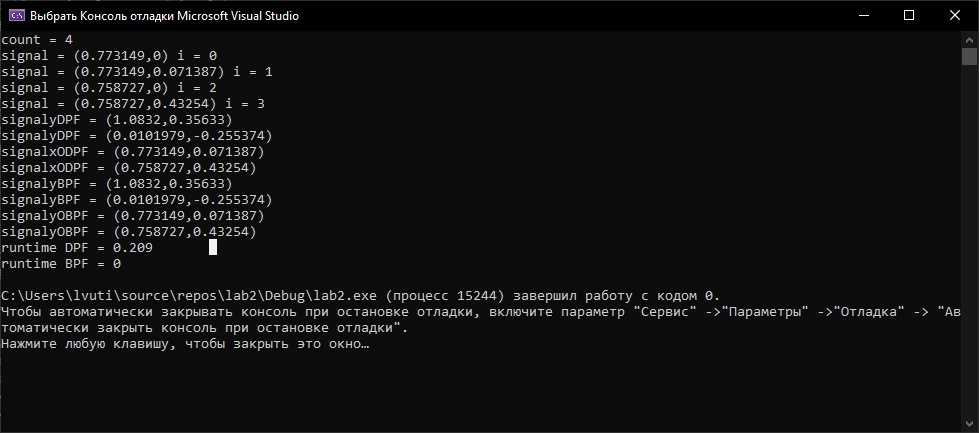 Выбрать Консоль отладки Microsoft Visual Studio
count = 4
signal = (0.773149,0) i = 0
signal = (0.773149,0.071387) i = 1
signal = (0.758727,0) i = 2
signal = (0.758727,0.43254) i = 3
signalyDPF = (1.0832,0.35633)
signalyDPF = (0.0101979,-0.255374)
signalxODPF = (0.773149,0.071387)
signalxODPF = (0.758727,0.43254)
signalyBPF = (1.0832,0.35633)
signalyBPF = (0.0101979,-0.255374)
signalyOBPF = (0.773149,0.071387)
signalyOBPF = (0.758727,0.43254)
runtime DPF = 0.209
runtime BPF = 0
C:\Users\lvuti\source\repos\lab2\Debug\lab2.exe (процесс 15244) завершил работу с кодом 0.
Чтобы автоматически закрывать консоль при остановке отладки, включите параметр "Сервис" ->"Параметры" ->"Отладка" -> "Ав
томатически закрыть консоль при остановке отладки".
Нажмите любую клавишу, чтобы закрыть это окно…